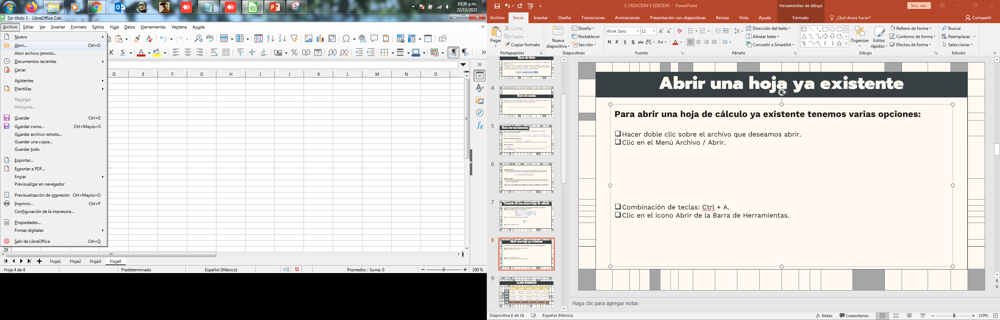 10:30 p.m.
22/11/2021
Sin título 1 - LibreOffice Calc
Archivo Editar Ver Insertar Formato Estilos Hoja Datos Herramientas Ventana Ayuda
Nuevo
Abrir... Ctrl+O
Abrir archivo remoto...
Documentos recientes
Cerrar
Asistentes
Plantillas
Recargar
Versiones...
Guardar Ctrl+G
Guardar como... Ctrl+Mayús+S
Guardar archivo remoto...
Guardar una copia...
Guardar todo
Exportar...
Exportar a PDF...
Enviar
Previsualizar en navegador
Previsualización de impresión Ctrl+Mayús+O
Imprimir... Ctrl+P
Configuración de la impresora...
Propiedades...
Firmas digitales
Salir de LibreOffice Ctrl+Q
D E F G H I J K L M N O
29
Hoja1 Hoja2 Hoja3 Hoja4
Hoja 4 de 4 Predeterminado Español (México) Promedio: ; Suma: 0 100 %
1 CREACION Y EDICION - PowerPoint
Herramientas de dibujo
Inic. ses.
Archivo Inicio Insertar Diseño Transiciones Animaciones Presentación con diapositivas Revisar Vista Ayuda Formato ¿Qué desea hacer? Compartir
Pegar
Cortar
Copiar
Copiar formato
Portapapeles
Nueva
diapositiva
Diseño
Restablecer
Sección
Diapositivas
Work Sans 12
N K S S abc AV Aa A
Fuente
Dirección del texto
Alinear texto
Convertir a SmartArt
Párrafo
Organizar
Estilos
rápidos
Relleno de forma
Contorno de forma
Efectos de forma
Dibujo
Buscar
Reemplazar
Seleccionar
Edición
Barra de título
4
Barra de menús
5
Barra de herramientas
6
7
Creación de una nueva hoja de cálculo
8
Abrir una hoja ya existente
9
CLASS SCHEDULE
Abrir una hoja ya existente
Para abrir una hoja de cálculo ya existente tenemos varias opciones:
❑Hacer doble clic sobre el archivo que deseamos abrir.
❑Clic en el Menú Archivo / Abrir.
❑Combinación de teclas: Ctrl + A.
❑Clic en el icono Abrir de la Barra de Herramientas.
Haga clic para agregar notas
Diapositiva 8 de 18 Español (México) Notas Comentarios 119%